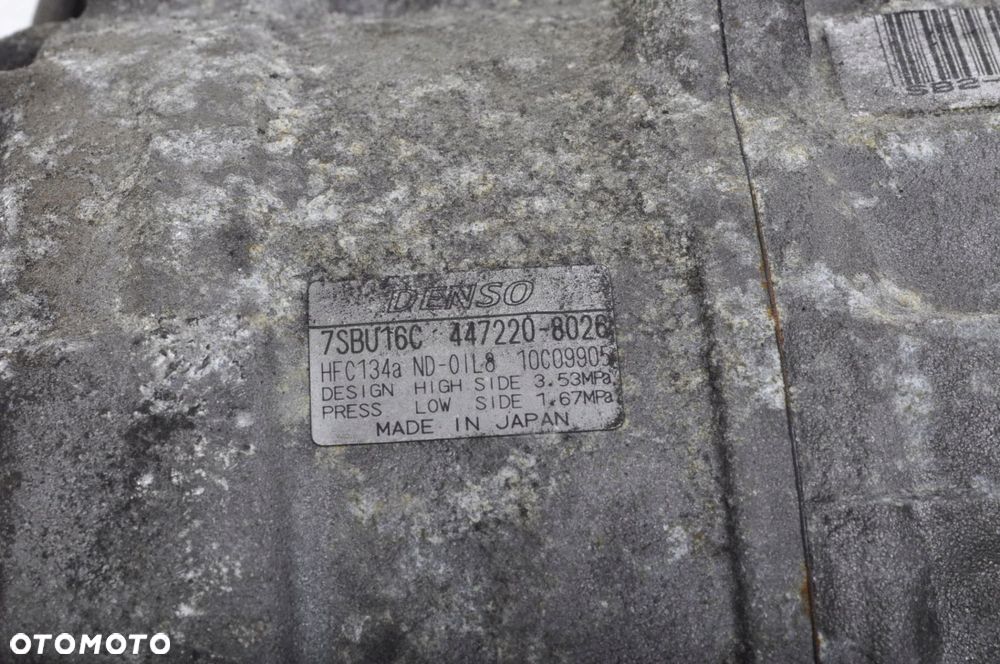 SB2-
DENSO
7SBU16C 447220-8026
HFC134a ND-OIL8 10C09905
DESIGN HIGH SIDE 3.53MPa
PRESS LOW SIDE 1.67MPa
MADE IN JAPAN
OTOMOTO